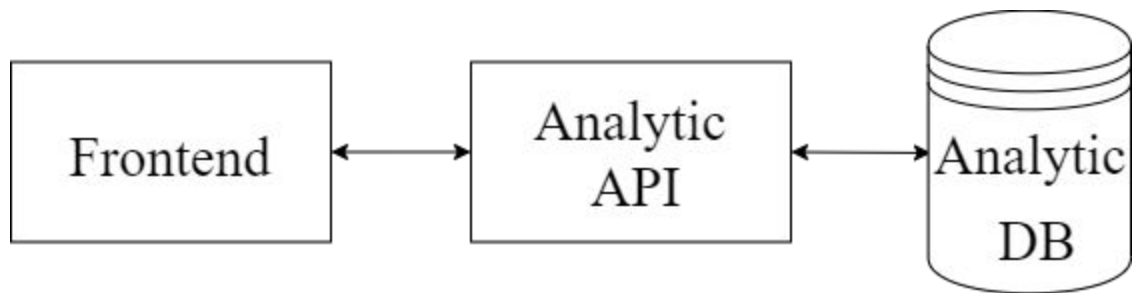 Frontend
Analytic
API
Analytic
DB